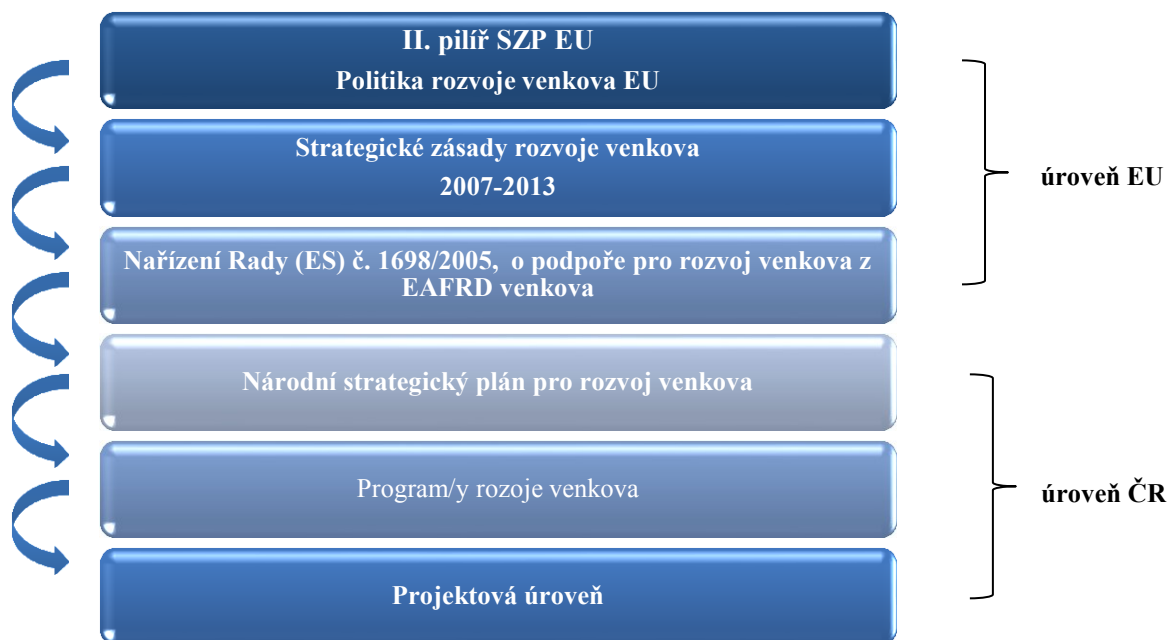 II. pilíř SZP EU
Politika rozvoje venkova EU
Strategické zásady rozvoje venkova
2007-2013
úroveň EU
Nařízení Rady (ES) č. 1698/2005, o podpoře pro rozvoj venkova z
EAFRD venkova
Národní strategický plán pro rozvoj venkova
Program/y rozoje venkova
úroveň ČR
Projektová úroveň